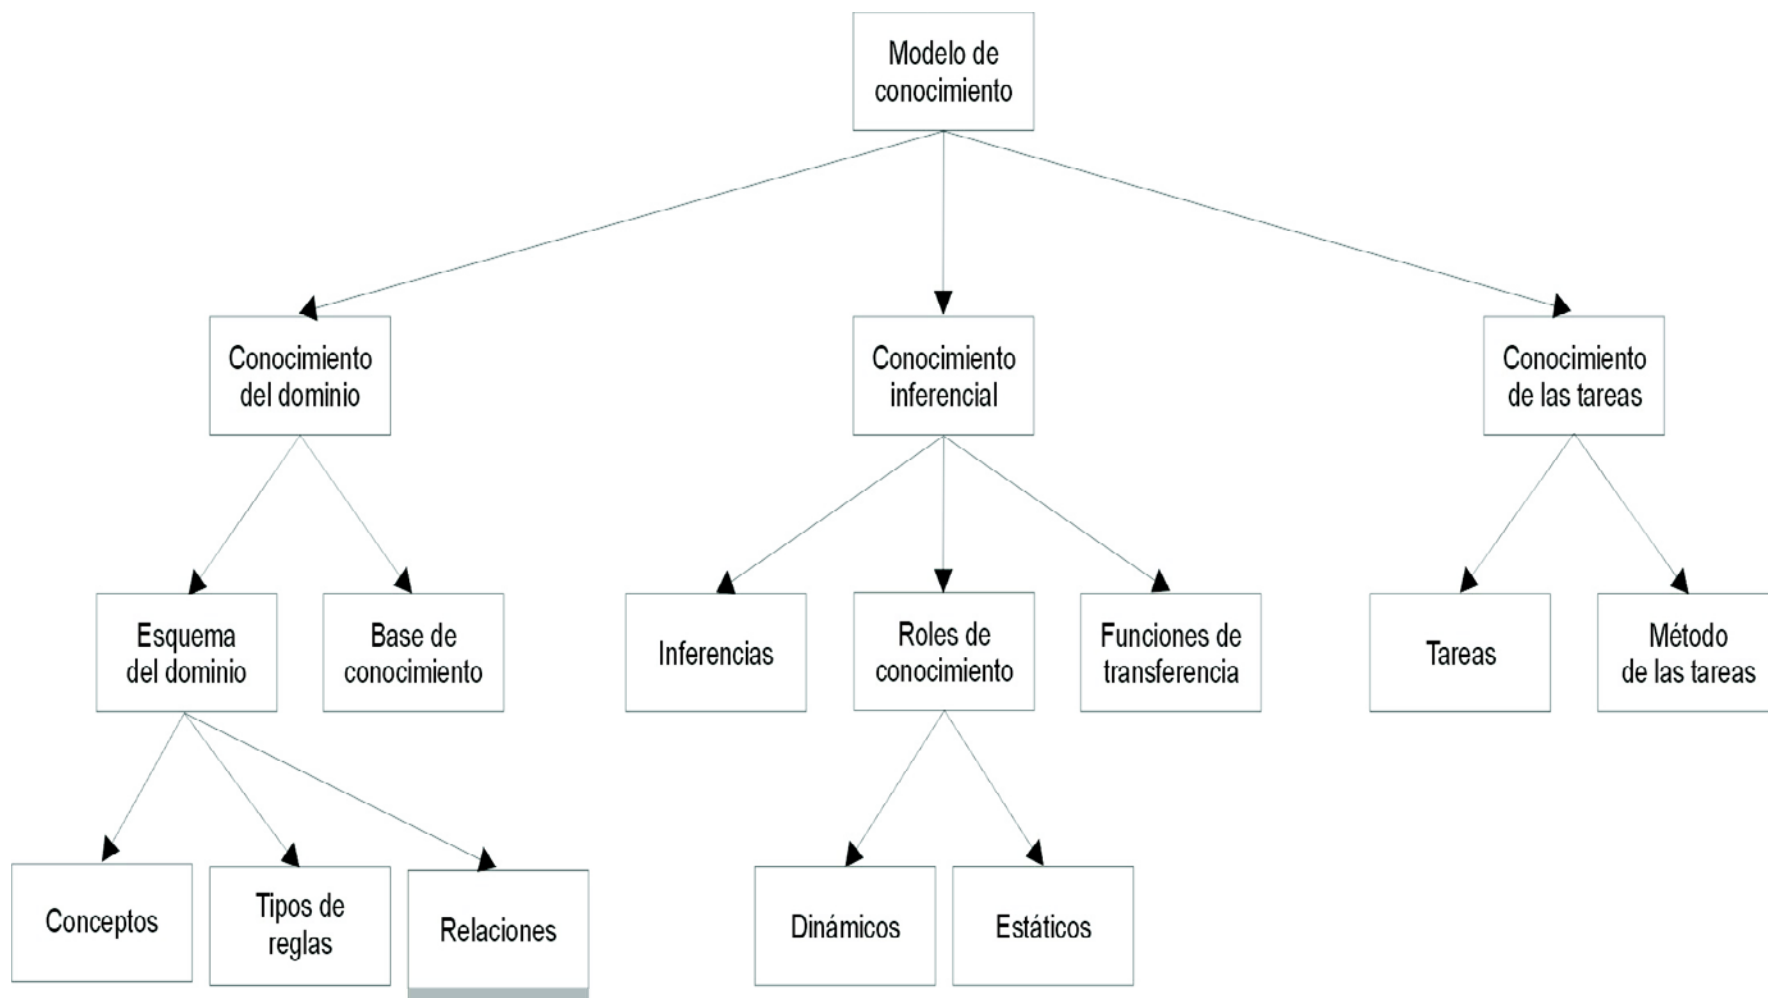 Modelo de
conocimiento
Conocimiento
del dominio
Conocimiento
inferencial
Conocimiento
de las tareas
Esquema
del dominio
Base de
conocimiento
Inferencias
Roles de
conocimiento
Funciones de
transferencia
Tareas
Método
de las tareas
Conceptos
Tipos de
reglas
Relaciones
Dinámicos
Estáticos